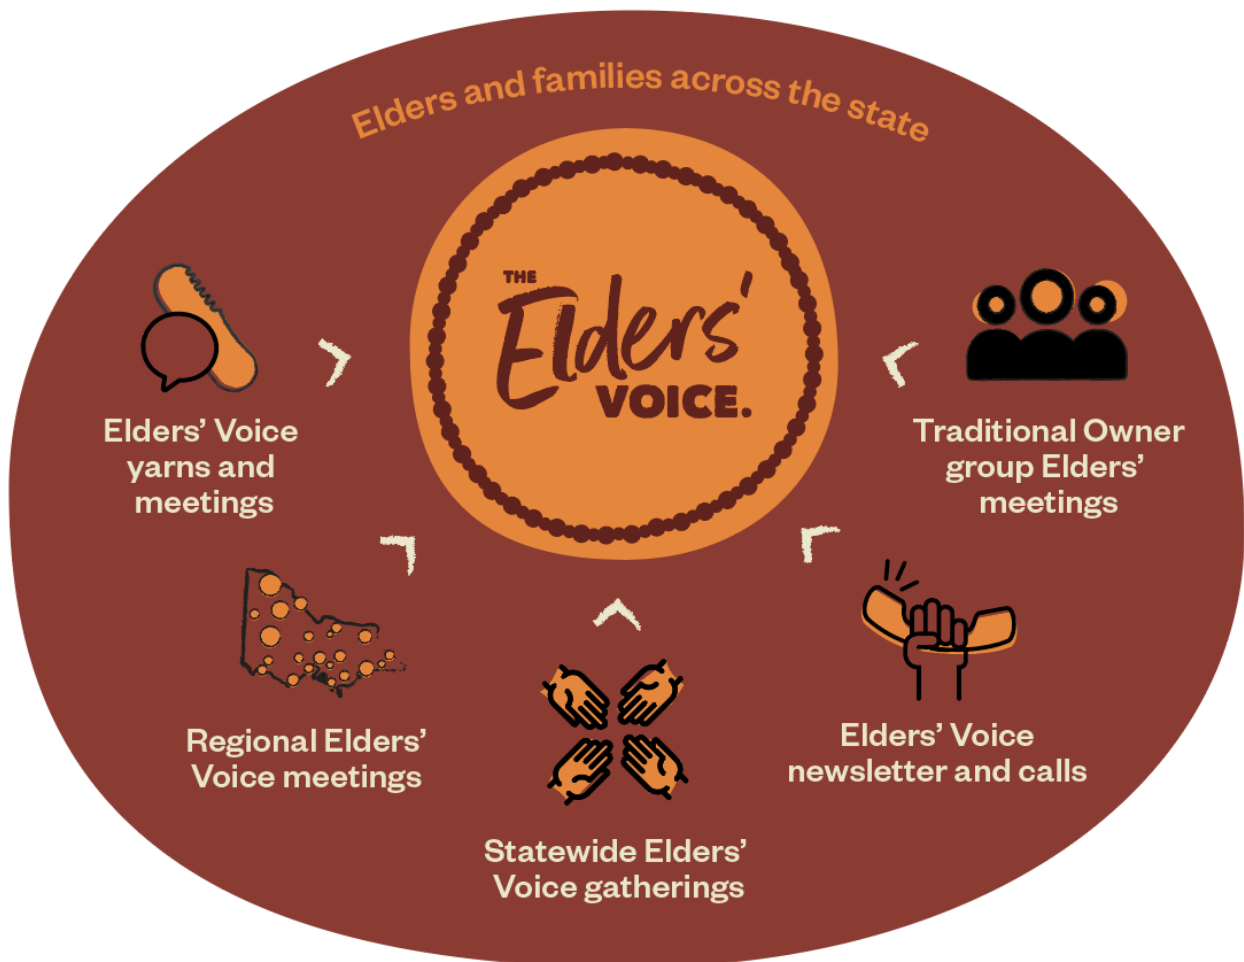 Elders and families across the state
THE
Elders'
VOICE.
Elders' Voice
yarns and
meetings
Traditional Owner
group Elders'
meetings
Regional Elders'
Voice meetings
Elders' Voice
newsletter and calls
Statewide Elders'
Voice gatherings